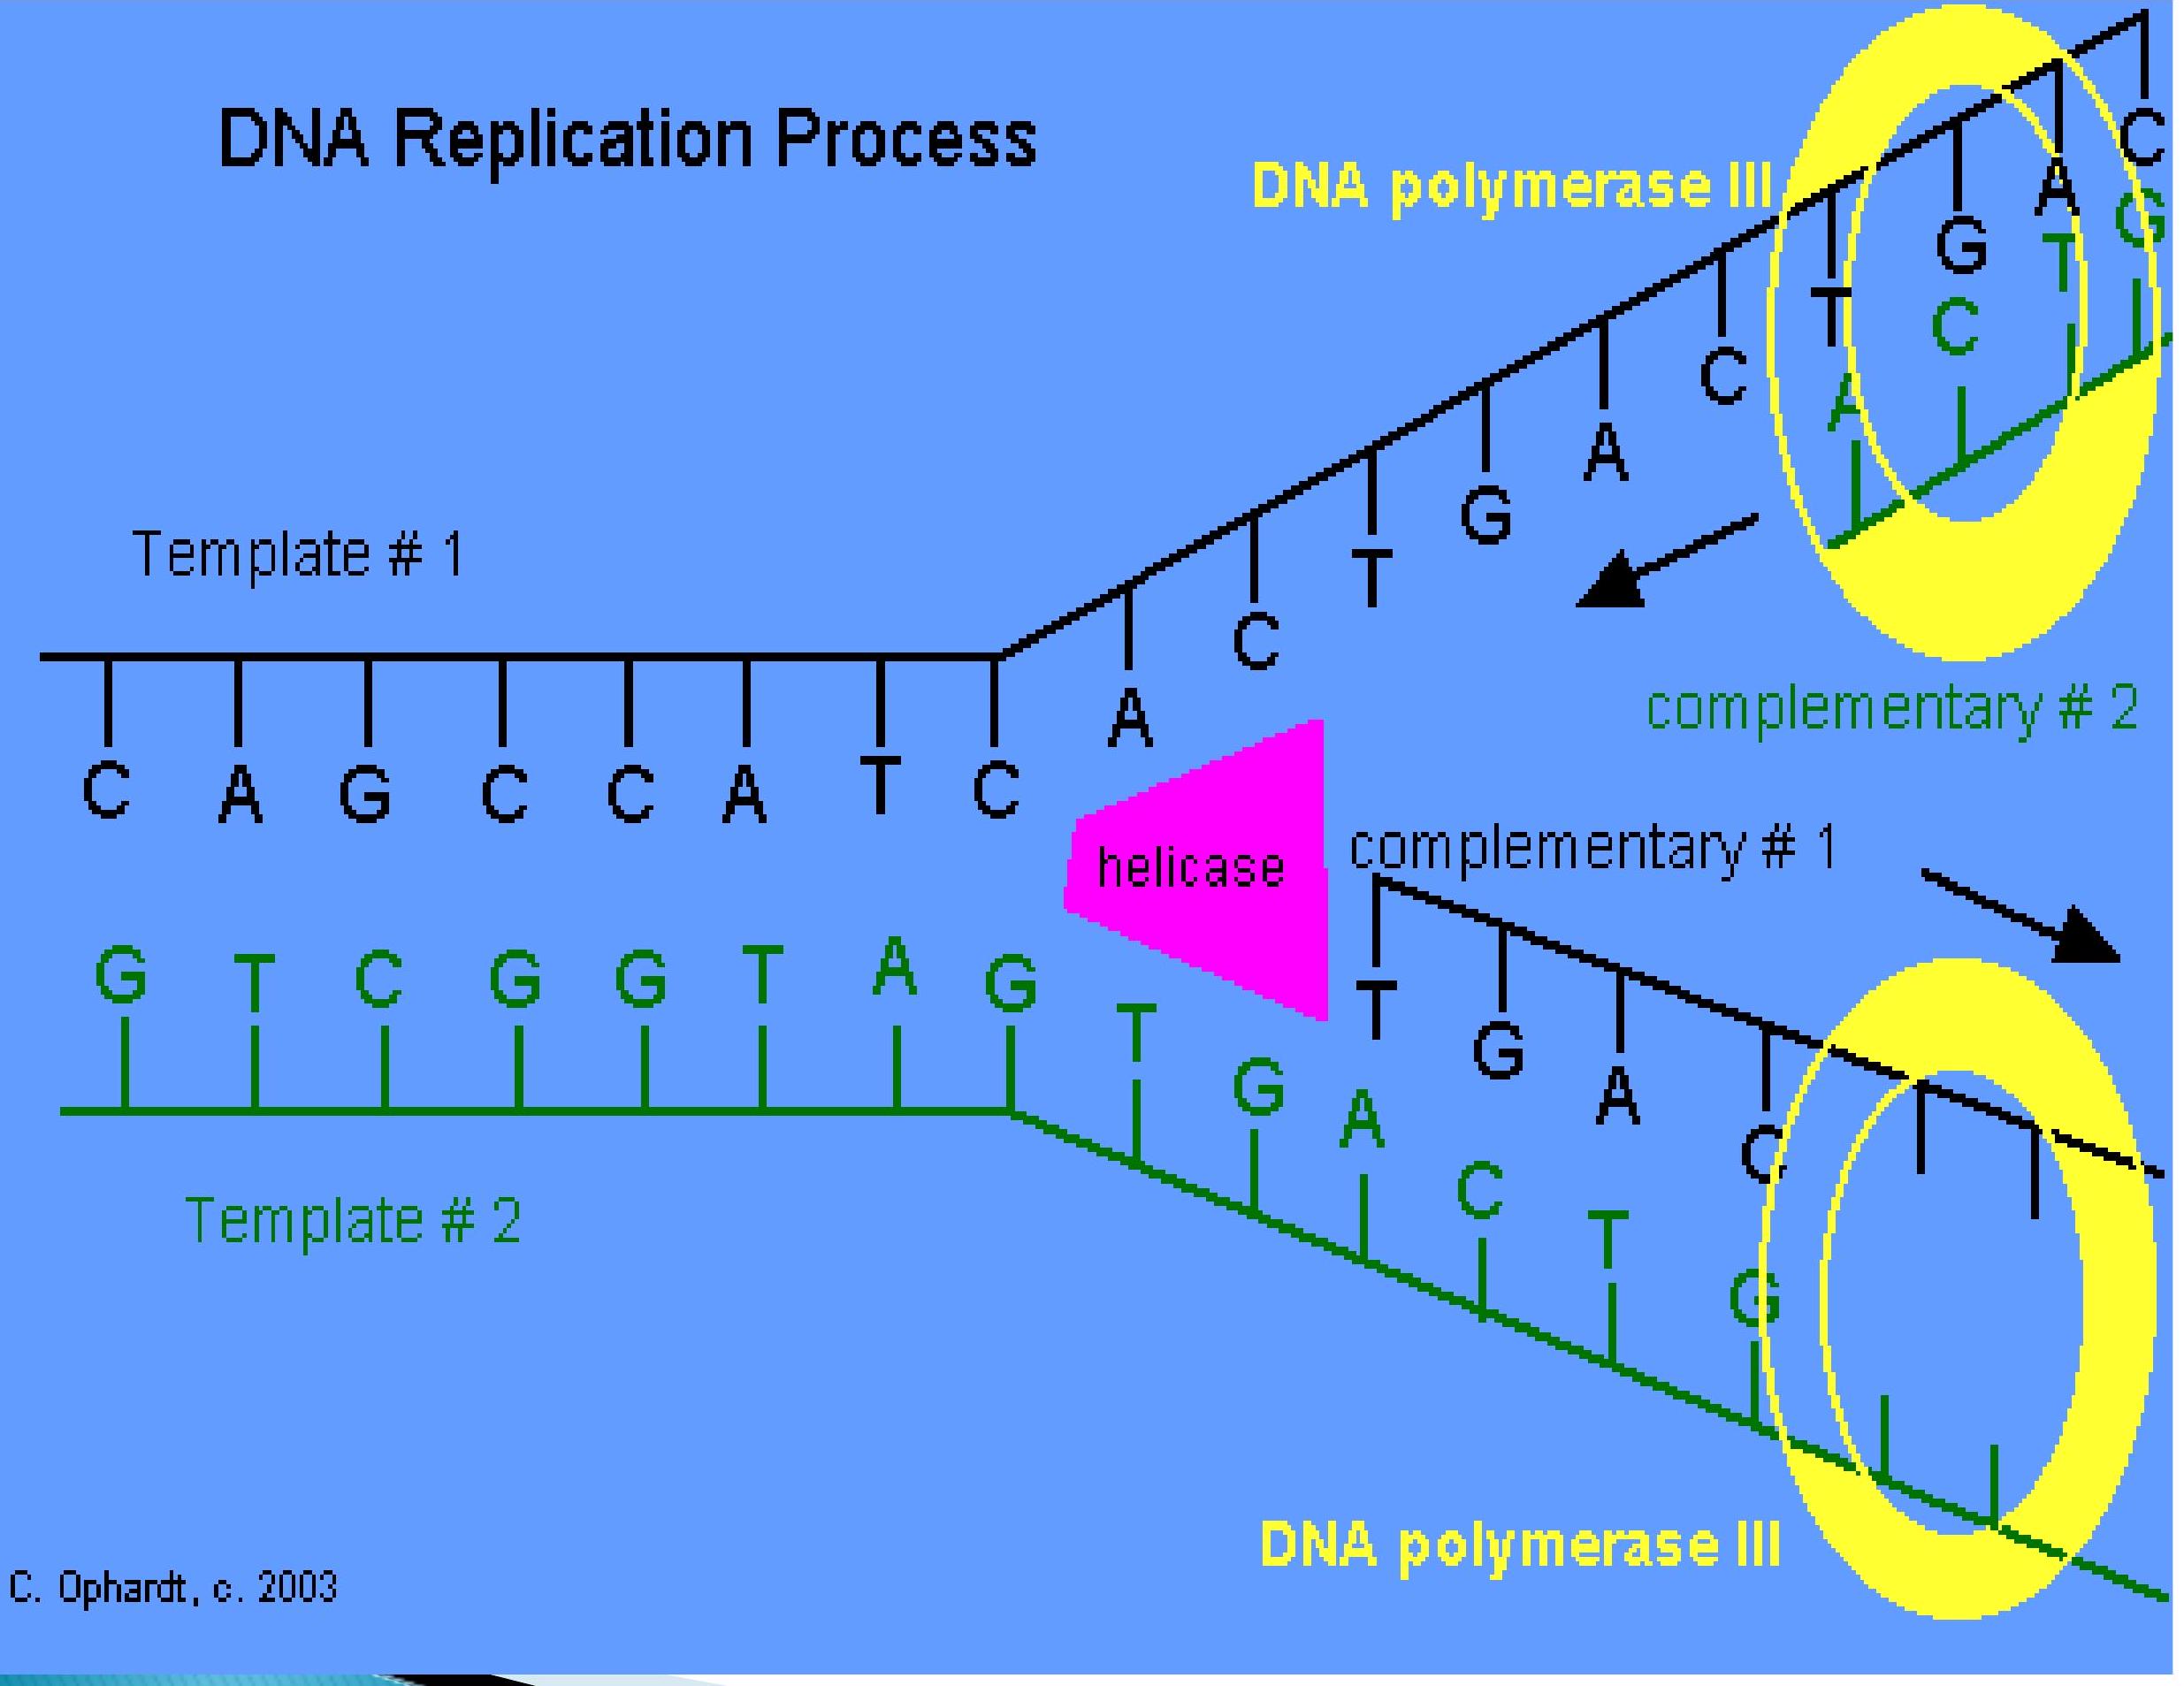 DNA Replication Process
DNA polymerase III
C
A
G
G
A
T
T
C
C
A
A
G
T
C
A
Template # 1
C A G C C A T C
complementary # 2
complementary # 1
helicase
G T C G G T A G
T
G
A
C
T
G
T
G
A
C
Template # 2
DNA polymerase III
C. Ophardt, c. 2003